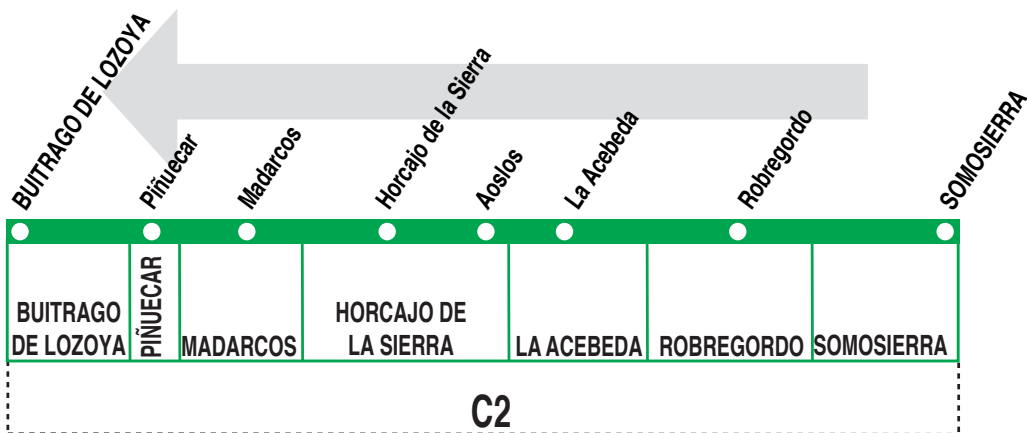 BUITRAGO DE LOZOYA
Piñuecar
Madarcos
Horcajo de la Sierra
Aoslos
La Acebeda
Robregordo
SOMOSIERRA
BUITRAGO
DE LOZOYA
PIÑUECAR
MADARCOS
HORCAJO DE
LA SIERRA
LA ACEBEDA
ROBREGORDO
SOMOSIERRA
C2